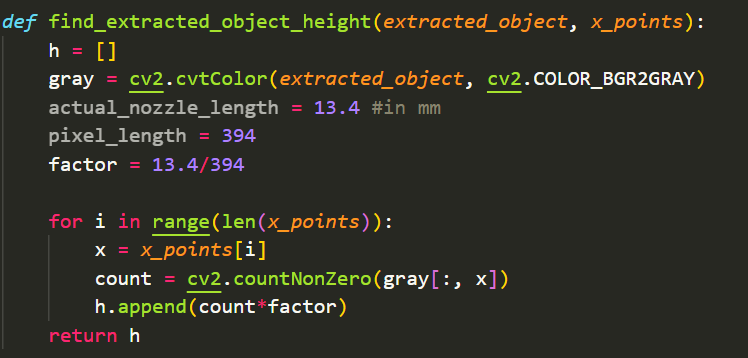 def find_extracted_object_height(extracted_object, x_points):
    h = []
    gray = cv2.cvtColor(extracted_object, cv2.COLOR_BGR2GRAY)
    actual_nozzle_length = 13.4 #in mm
    pixel_length = 394
    factor = 13.4/394

    for i in range(len(x_points)):
        x = x_points[i]
        count = cv2.countNonZero(gray[:, x])
        h.append(count*factor)
    return h